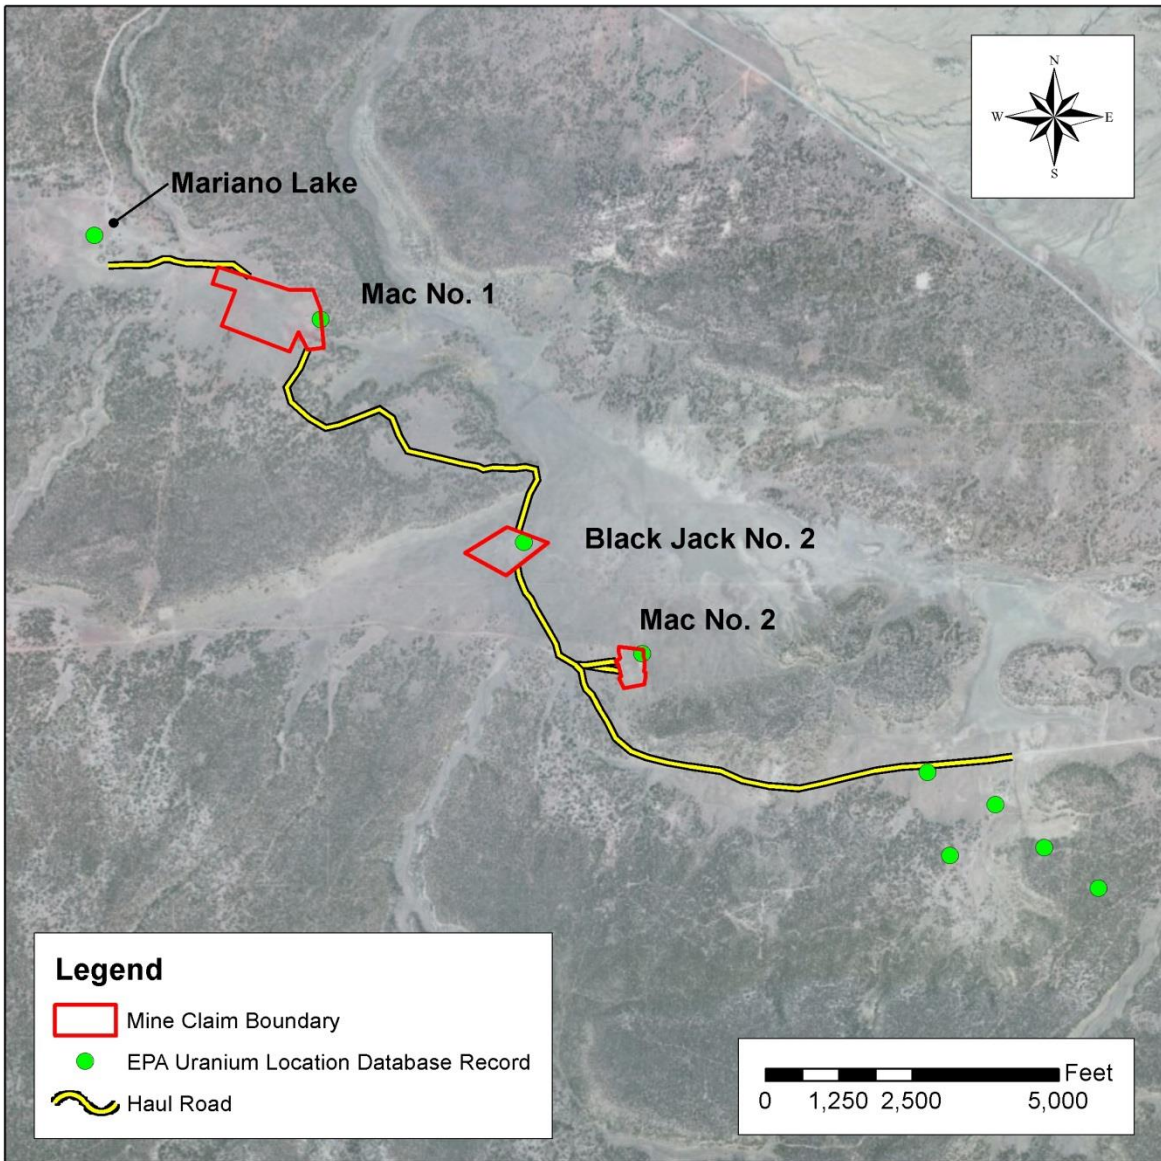 N
W E
S
Mariano Lake
Mac No. 1
Black Jack No. 2
Mac No. 2
Legend
Mine Claim Boundary
EPA Uranium Location Database Record
Haul Road
Feet
0 1,250 2,500 5,000